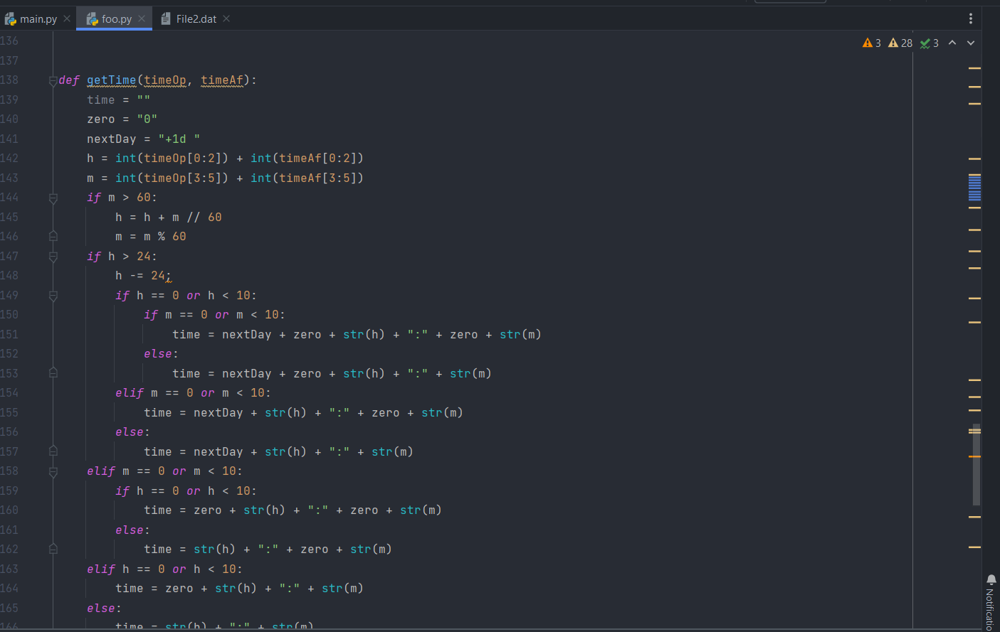 main.py foo.py File2.dat
3 28 3
136
137
138 def getTime(timeOp, timeAf):
139     time = ""
140     zero = "0"
141     nextDay = "+1d "
142     h = int(timeOp[0:2]) + int(timeAf[0:2])
143     m = int(timeOp[3:5]) + int(timeAf[3:5])
144     if m > 60:
145         h = h + m // 60
146         m = m % 60
147     if h > 24:
148         h -= 24;
149         if h == 0 or h < 10:
150             if m == 0 or m < 10:
151                 time = nextDay + zero + str(h) + ":" + zero + str(m)
152             else:
153                 time = nextDay + zero + str(h) + ":" + str(m)
154         elif m == 0 or m < 10:
155             time = nextDay + str(h) + ":" + zero + str(m)
156         else:
157             time = nextDay + str(h) + ":" + str(m)
158     elif m == 0 or m < 10:
159         if h == 0 or h < 10:
160             time = zero + str(h) + ":" + zero + str(m)
161         else:
162             time = str(h) + ":" + zero + str(m)
163     elif h == 0 or h < 10:
164         time = zero + str(h) + ":" + str(m)
165     else:
166         time = str(h) + ":" + str(m)
Notificatio